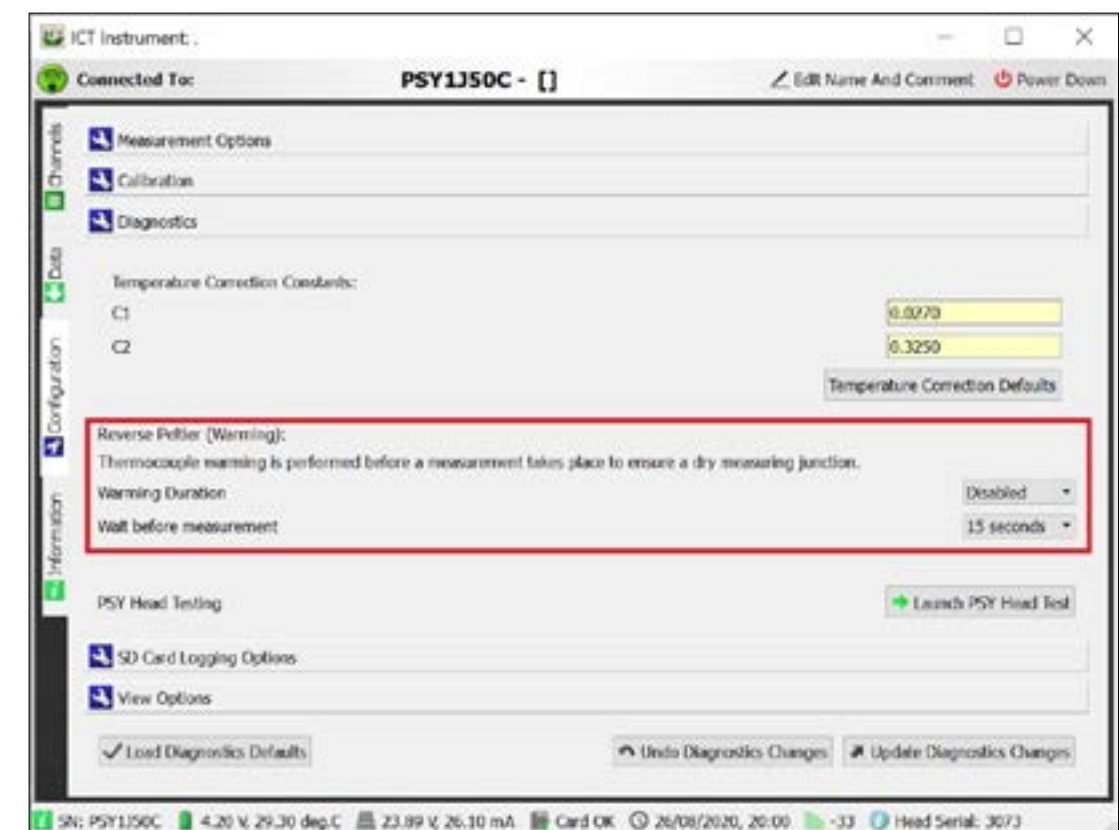 ICT Instrument: .
Connected To: PSY1J50C - [] Edit Name And Comment Power Down
Channels
Data
Configuration
Information
Measurement Options
Calibration
Diagnostics
Temperature Correction Constants:
C1 0.0270
C2 0.3250
Temperature Correction Defaults
Reverse Peltier (Warming):
Thermocouple warming is performed before a measurement takes place to ensure a dry measuring junction.
Warming Duration Disabled
Wait before measurement 15 seconds
PSY Head Testing Launch PSY Head Test
SD Card Logging Options
View Options
Load Diagnostics Defaults Undo Diagnostics Changes Update Diagnostics Changes
SN: PSY1J50C 4.20 V, 29.30 deg.C 23.89 V, 26.10 mA Card OK 26/08/2020, 20:00 -33 Head Serial: 3073